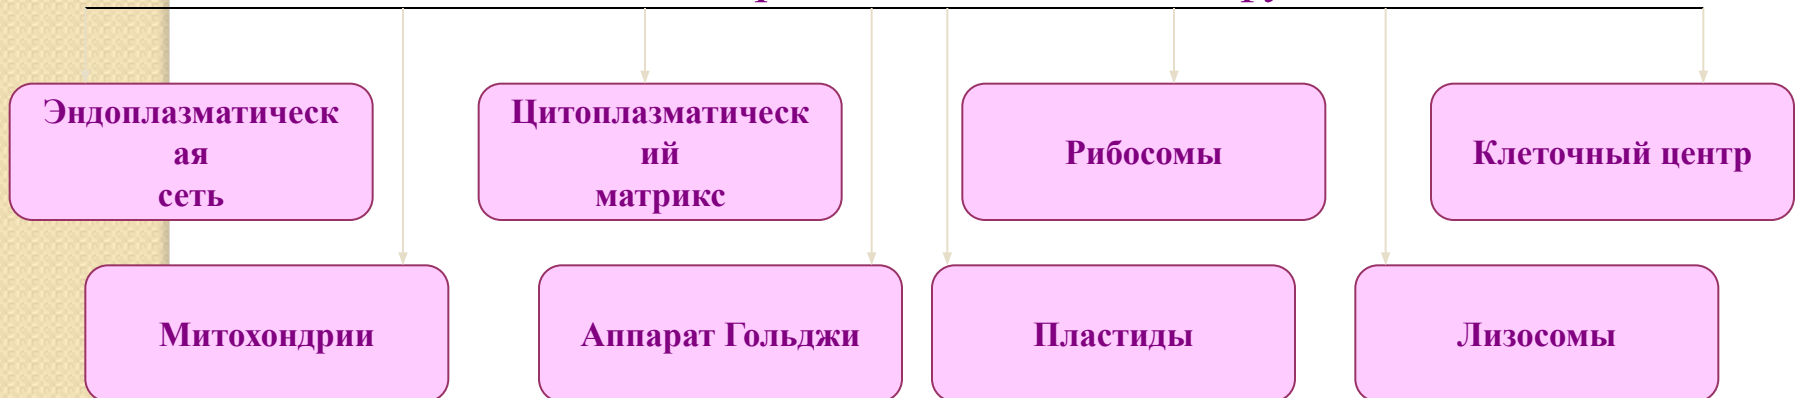 Эндоплазматическ
ая
сеть
Цитоплазматическ
ий
матрикс
Рибосомы
Клеточный центр
Митохондрии
Аппарат Гольджи
Пластиды
Лизосомы